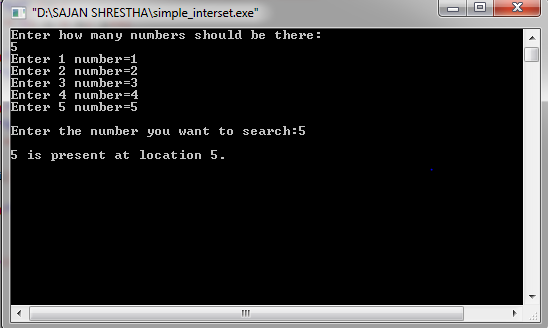 "D:\SAJAN SHRESTHA\simple_interset.exe"
Enter how many numbers should be there:
5
Enter 1 number=1
Enter 2 number=2
Enter 3 number=3
Enter 4 number=4
Enter 5 number=5
Enter the number you want to search:5
5 is present at location 5.